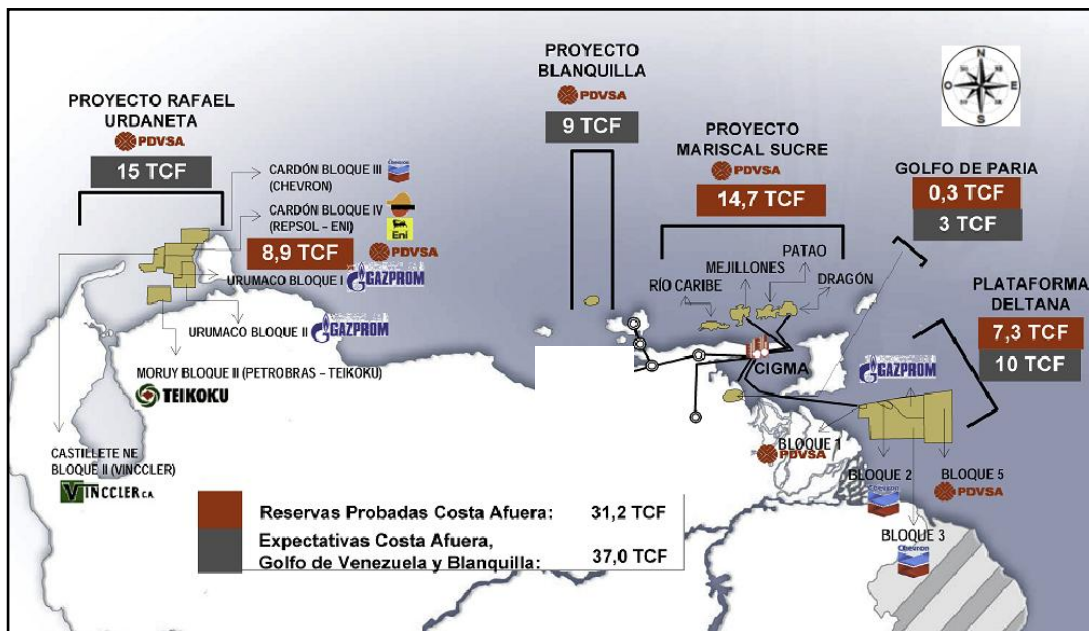 PROYECTO RAFAEL
URDANETA
PDVSA
15 TCF
CARDÓN BLOQUE III
(CHEVRON)
Chevron
CARDÓN BLOQUE IV
(REPSOL – ENI)
Eni
8,9 TCF
PDVSA
URUMACO BLOQUE I
GAZPROM
URUMACO BLOQUE II
GAZPROM
MORUY BLOQUE II (PETROBRAS – TEIKOKU)
TEIKOKU
CASTILLETE NE
BLOQUE II (VINCCLER)
VINCCLER C.A.
PROYECTO
BLANQUILLA
PDVSA
9 TCF
PROYECTO
MARISCAL SUCRE
PDVSA
14,7 TCF
PATAO
MEJILLONES
DRAGÓN
RÍO CARIBE
CIGMA
N
O
E
S
GOLFO DE PARIA
0,3 TCF
3 TCF
PLATAFORMA
DELTANA
7,3 TCF
10 TCF
GAZPROM
BLOQUE 1
PDVSA
BLOQUE 2
Chevron
BLOQUE 5
PDVSA
BLOQUE 3
Chevron
Reservas Probadas Costa Afuera: 31,2 TCF
Expectativas Costa Afuera,
Golfo de Venezuela y Blanquilla: 37,0 TCF